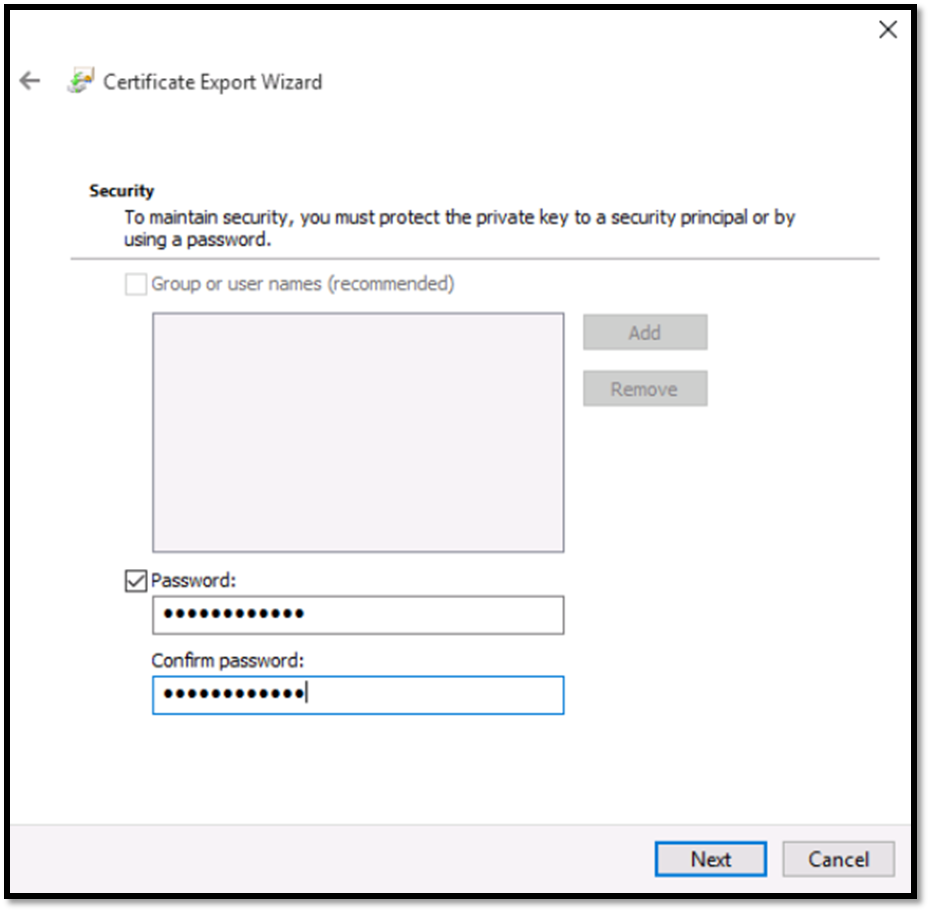 Certificate Export Wizard
Security
To maintain security, you must protect the private key to a security principal or by
using a password.
Group or user names (recommended)
Add
Remove
Password:
••••••••••••
Confirm password:
••••••••••••
Next
Cancel